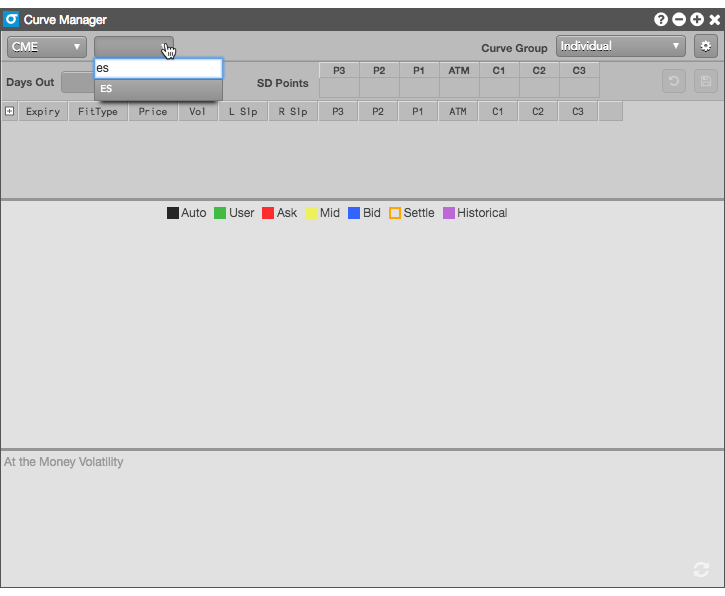 Curve Manager
CME
Curve Group Individual
es
ES
Days Out
SD Points
P3 P2 P1 ATM C1 C2 C3
Expiry FitType Price Vol L Slp R Slp P3 P2 P1 ATM C1 C2 C3
Auto User Ask Mid Bid Settle Historical
At the Money Volatility